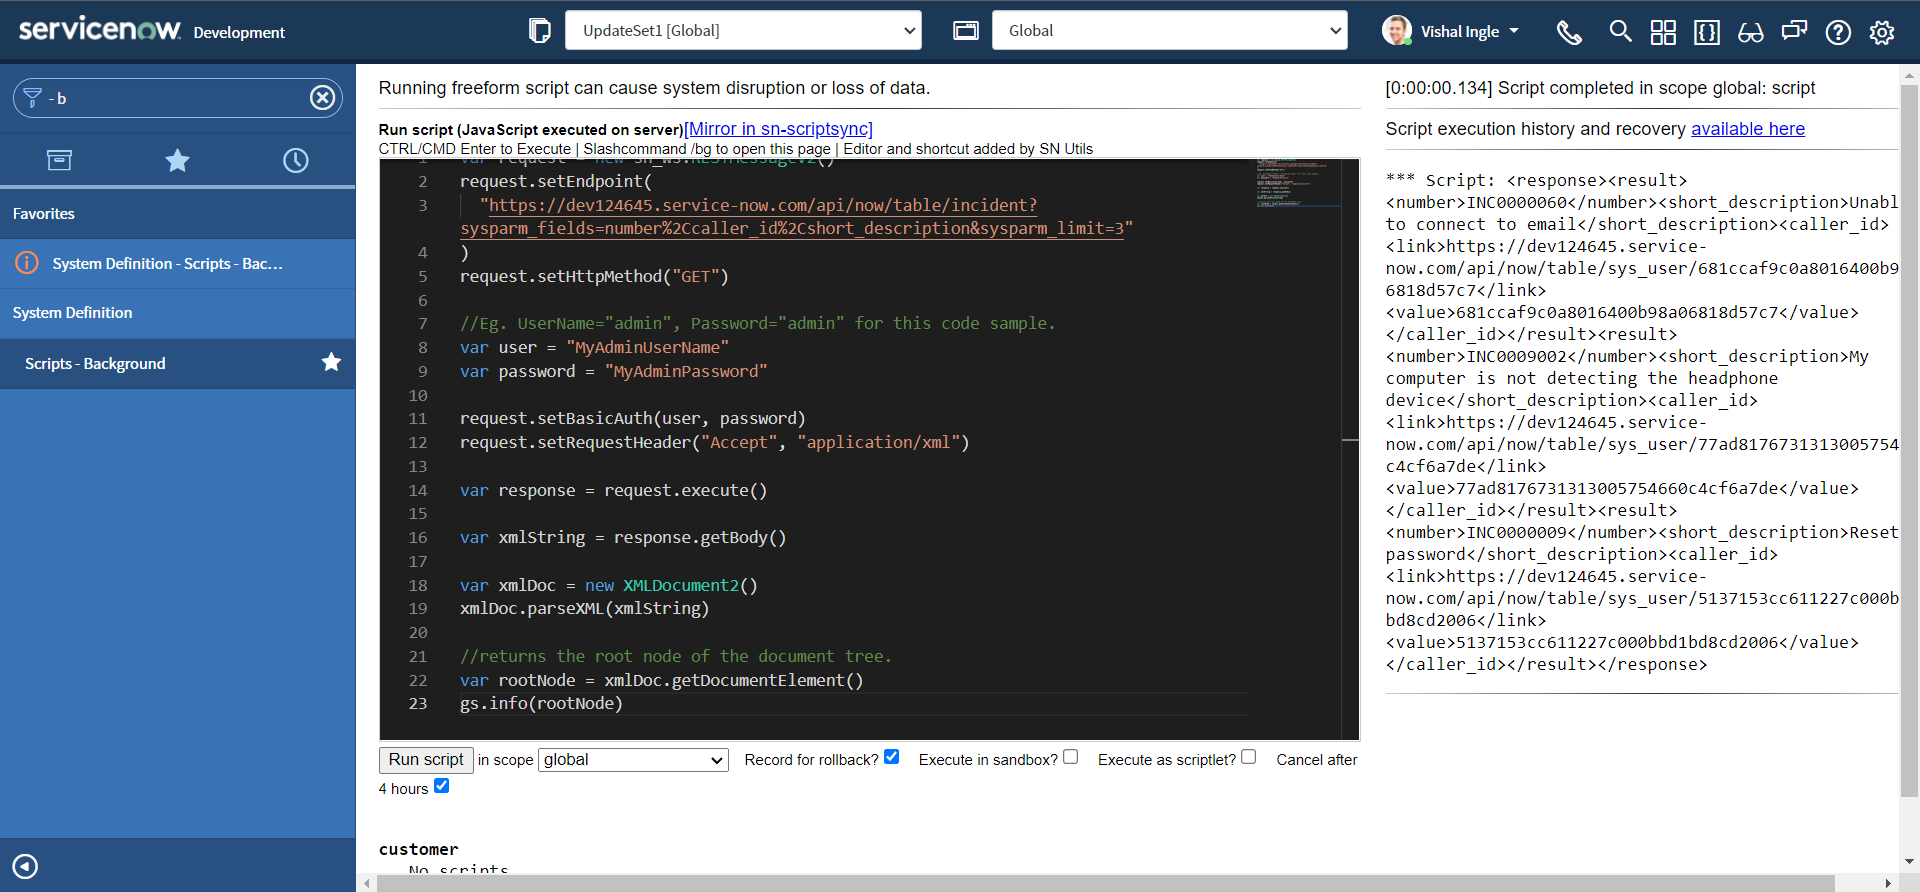 servicenow. Development
UpdateSet1 [Global]
Global
Vishal Ingle
- b
Favorites
System Definition - Scripts - Bac...
System Definition
Scripts - Background
Running freeform script can cause system disruption or loss of data.
Run script (JavaScript executed on server)[Mirror in sn-scriptsync]
CTRL/CMD Enter to Execute | Slashcommand /bg to open this page | Editor and shortcut added by SN Utils
1 var request = new sn_ws.RESTMessageV2()
2 request.setEndpoint(
3 "https://dev124645.service-now.com/api/now/table/incident?
sysparm_fields=number%2Ccaller_id%2Cshort_description&sysparm_limit=3"
4 )
5 request.setHttpMethod("GET")
6
7 //Eg. UserName="admin", Password="admin" for this code sample.
8 var user = "MyAdminUserName"
9 var password = "MyAdminPassword"
10
11 request.setBasicAuth(user, password)
12 request.setRequestHeader("Accept", "application/xml")
13
14 var response = request.execute()
15
16 var xmlString = response.getBody()
17
18 var xmlDoc = new XMLDocument2()
19 xmlDoc.parseXML(xmlString)
20
21 //returns the root node of the document tree.
22 var rootNode = xmlDoc.getDocumentElement()
23 gs.info(rootNode)
Run script in scope global Record for rollback? Execute in sandbox? Execute as scriptlet? Cancel after
4 hours
customer
No scripts
[0:00:00.134] Script completed in scope global: script
Script execution history and recovery available here
*** Script: <response><result>
<number>INC0000060</number><short_description>Unabl
to connect to email</short_description><caller_id>
<link>https://dev124645.service-
now.com/api/now/table/sys_user/681ccaf9c0a8016400b9
6818d57c7</link>
<value>681ccaf9c0a8016400b98a06818d57c7</value>
</caller_id></result><result>
<number>INC0009002</number><short_description>My
computer is not detecting the headphone
device</short_description><caller_id>
<link>https://dev124645.service-
now.com/api/now/table/sys_user/77ad8176731313005754
c4cf6a7de</link>
<value>77ad8176731313005754660c4cf6a7de</value>
</caller_id></result><result>
<number>INC0000009</number><short_description>Reset
password</short_description><caller_id>
<link>https://dev124645.service-
now.com/api/now/table/sys_user/5137153cc611227c000b
bd8cd2006</link>
<value>5137153cc611227c000bbd1bd8cd2006</value>
</caller_id></result></response>